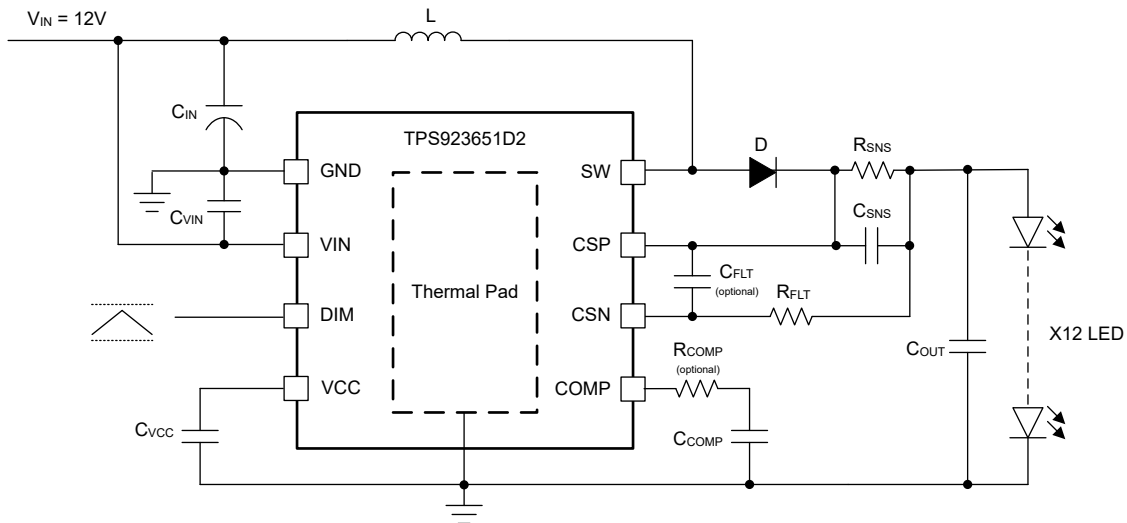 VIN = 12V
L
CIN
TPS923651D2
D
RSNS
GND
SW
CVIN
CSNS
VIN
CSP
Thermal Pad
CFLT
(optional)
RFLT
DIM
CSN
X12 LED
COUT
RCOMP
(optional)
VCC
COMP
CVCC
CCOMP